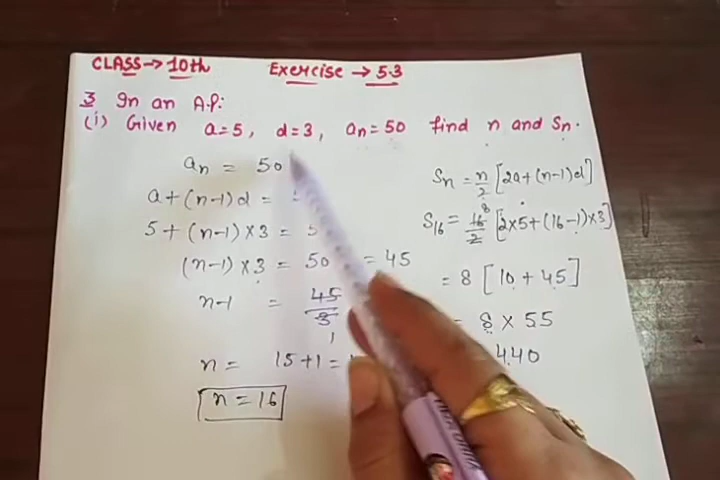 CLASS→10th Exercise → 5.3
3 In an A.P:
(i) Given a=5, d=3, an=50 find n and Sn.
an = 50
a+(n-1)d =
5+(n-1)×3 =
(n-1)×3 = 50 = 45
n-1 = 45/3
n = 15+1 =
n = 16
Sn = n/2 [2a+(n-1)d]
S16 = 16/2 8 [2×5+(16-1)×3]
= 8 [10+45]
= 8 × 55
440